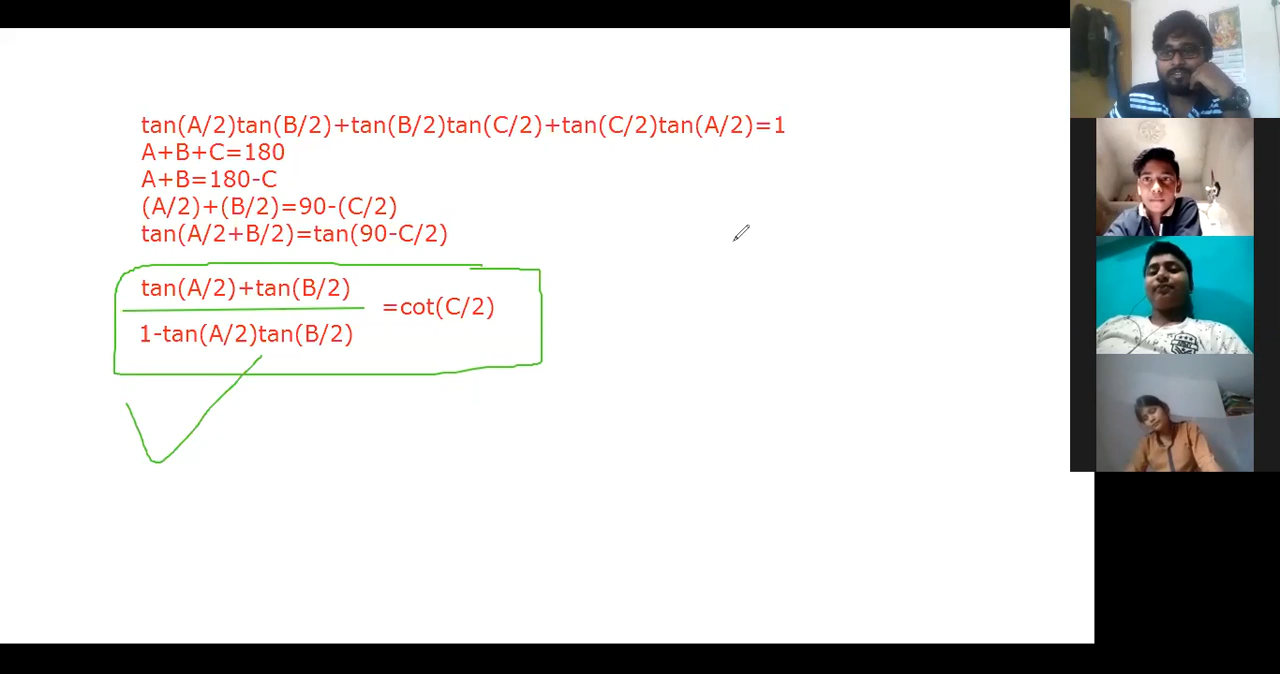 tan(A/2)tan(B/2)+tan(B/2)tan(C/2)+tan(C/2)tan(A/2)=1
A+B+C=180
A+B=180-C
(A/2)+(B/2)=90-(C/2)
tan(A/2+B/2)=tan(90-C/2)
tan(A/2)+tan(B/2)
=cot(C/2)
1-tan(A/2)tan(B/2)